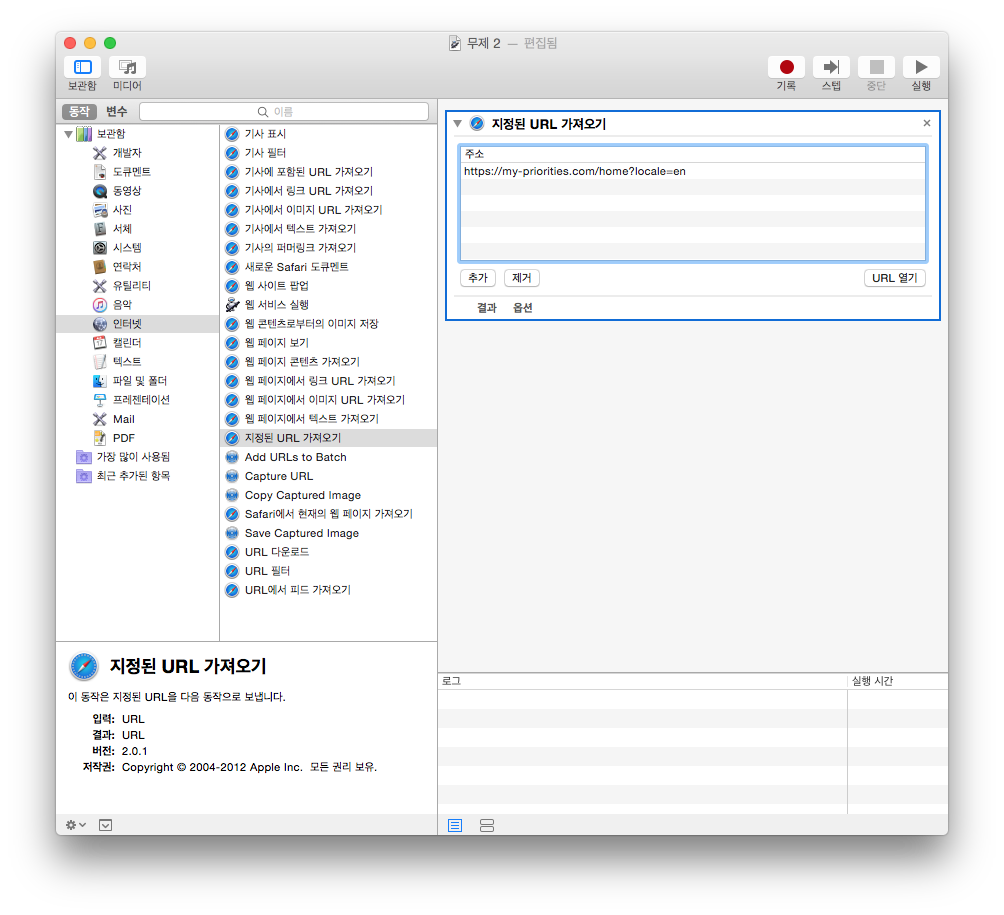 무제 2 — 편집됨
보관함 미디어 기록 스텝 중단 실행
동작 변수 이름
보관함
개발자
도큐멘트
동영상
사진
서체
시스템
연락처
유틸리티
음악
인터넷
캘린더
17
텍스트
파일 및 폴더
프레젠테이션
Mail
PDF
가장 많이 사용됨
최근 추가된 항목
기사 표시
기사 필터
기사에 포함된 URL 가져오기
기사에서 링크 URL 가져오기
기사에서 이미지 URL 가져오기
기사에서 텍스트 가져오기
기사의 퍼머링크 가져오기
새로운 Safari 도큐멘트
웹 사이트 팝업
웹 서비스 실행
웹 콘텐츠로부터의 이미지 저장
웹 페이지 보기
웹 페이지 콘텐츠 가져오기
웹 페이지에서 링크 URL 가져오기
웹 페이지에서 이미지 URL 가져오기
웹 페이지에서 텍스트 가져오기
지정된 URL 가져오기
Add URLs to Batch
Capture URL
Copy Captured Image
Safari에서 현재의 웹 페이지 가져오기
Save Captured Image
URL 다운로드
URL 필터
URL에서 피드 가져오기
지정된 URL 가져오기
이 동작은 지정된 URL을 다음 동작으로 보냅니다.
입력: URL
결과: URL
버전: 2.0.1
저작권: Copyright © 2004-2012 Apple Inc. 모든 권리 보유.
지정된 URL 가져오기
주소
https://my-priorities.com/home?locale=en
추가 제거 URL 열기
결과 옵션
로그 실행 시간